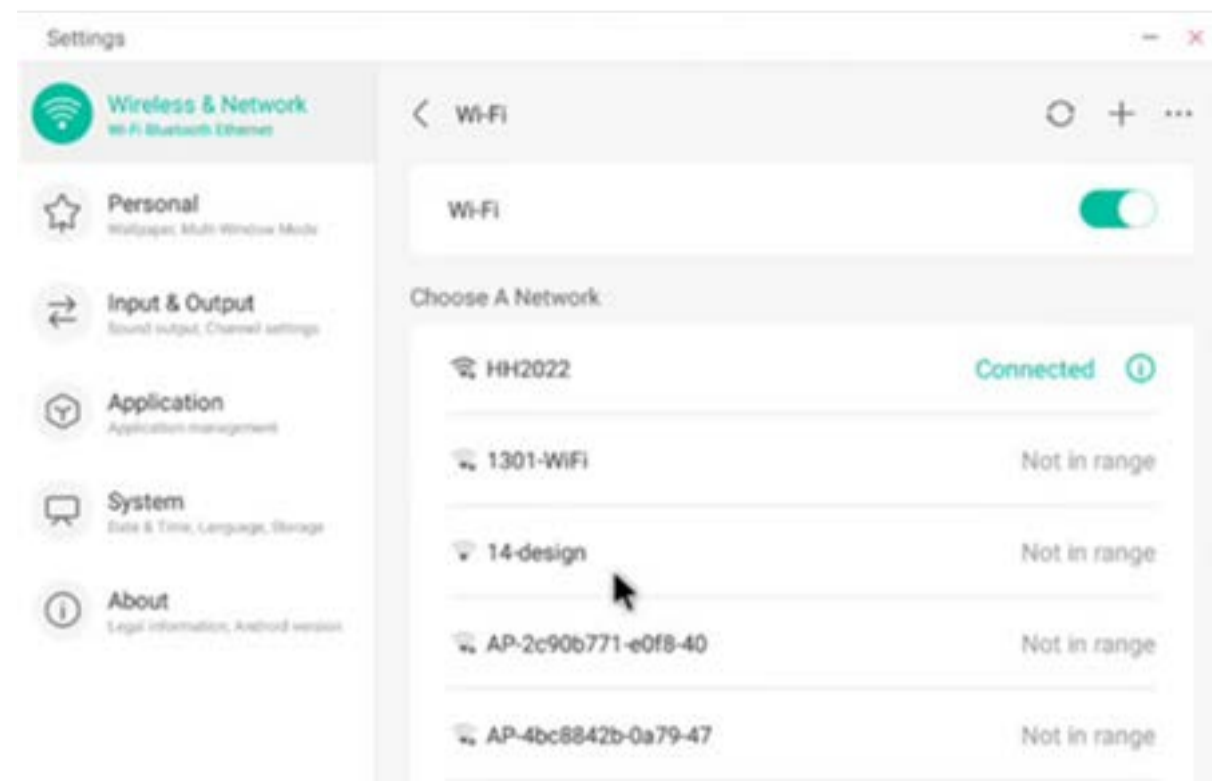 Settings
Wireless & Network
Wi-Fi Bluetooth Ethernet
Personal
Wallpaper, Multi-Window Mode
Input & Output
Sound output, Channel settings
Application
Application management
System
Date & Time, Language, Storage
About
Legal information, Android version
Wi-Fi
Wi-Fi
Choose A Network
HH2022 Connected
1301-WiFi Not in range
14-design Not in range
AP-2c90b771-e0f8-40 Not in range
AP-4bc8842b-0a79-47 Not in range